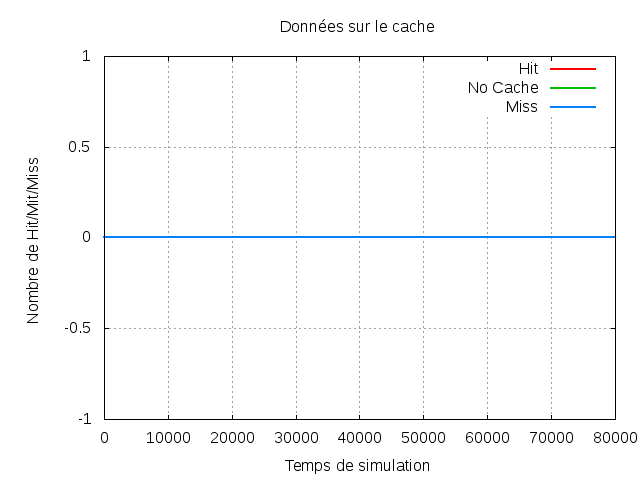 Données sur le cache
1
0.5
0
-0.5
-1
Nombre de Hit/Mit/Miss
Hit
No Cache
Miss
0 10000 20000 30000 40000 50000 60000 70000 80000
Temps de simulation